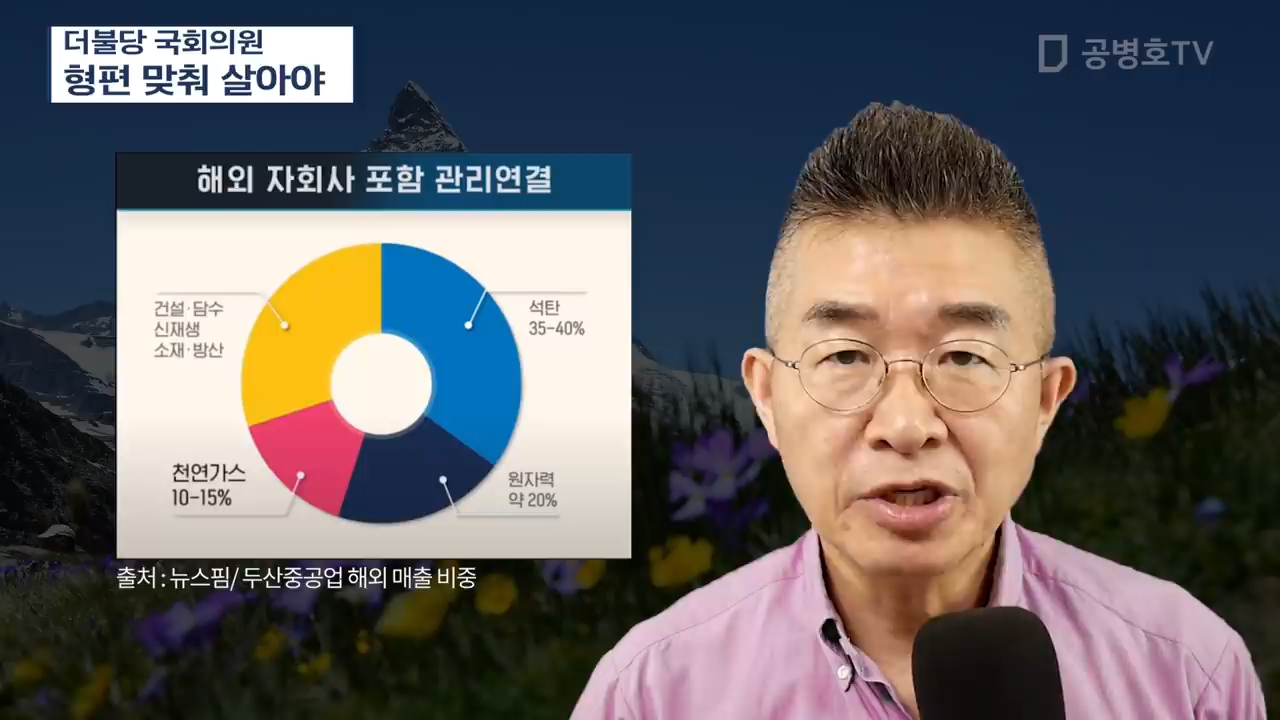 더불당 국회의원
형편 맞춰 살아야
공병호TV
해외 자회사 포함 관리연결
건설·담수
신재생
소재·방산
석탄
35-40%
천연가스
10-15%
원자력
약 20%
출처 : 뉴스핌/ 두산중공업 해외 매출 비중